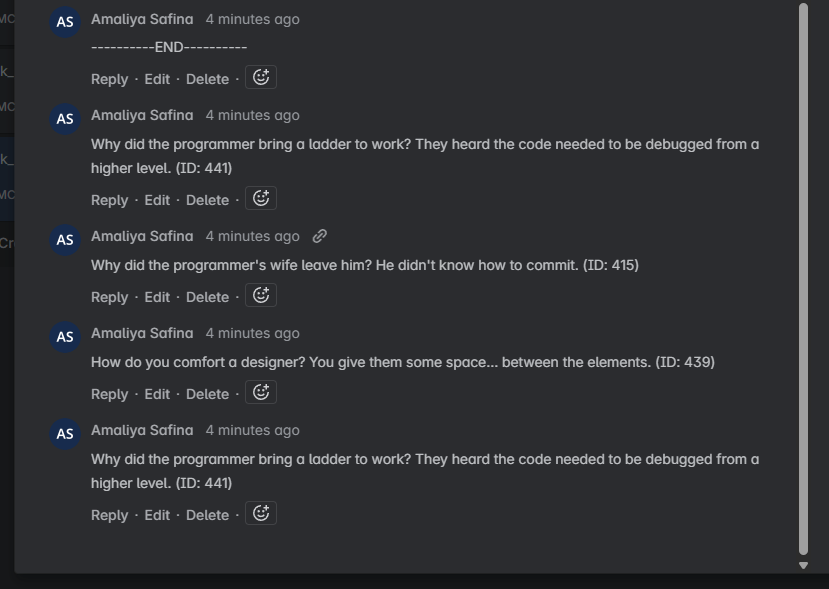 AS Amaliya Safina 4 minutes ago
----------END----------
Reply · Edit · Delete ·
AS Amaliya Safina 4 minutes ago
Why did the programmer bring a ladder to work? They heard the code needed to be debugged from a
higher level. (ID: 441)
Reply · Edit · Delete ·
AS Amaliya Safina 4 minutes ago
Why did the programmer's wife leave him? He didn't know how to commit. (ID: 415)
Reply · Edit · Delete ·
AS Amaliya Safina 4 minutes ago
How do you comfort a designer? You give them some space... between the elements. (ID: 439)
Reply · Edit · Delete ·
AS Amaliya Safina 4 minutes ago
Why did the programmer bring a ladder to work? They heard the code needed to be debugged from a
higher level. (ID: 441)
Reply · Edit · Delete ·